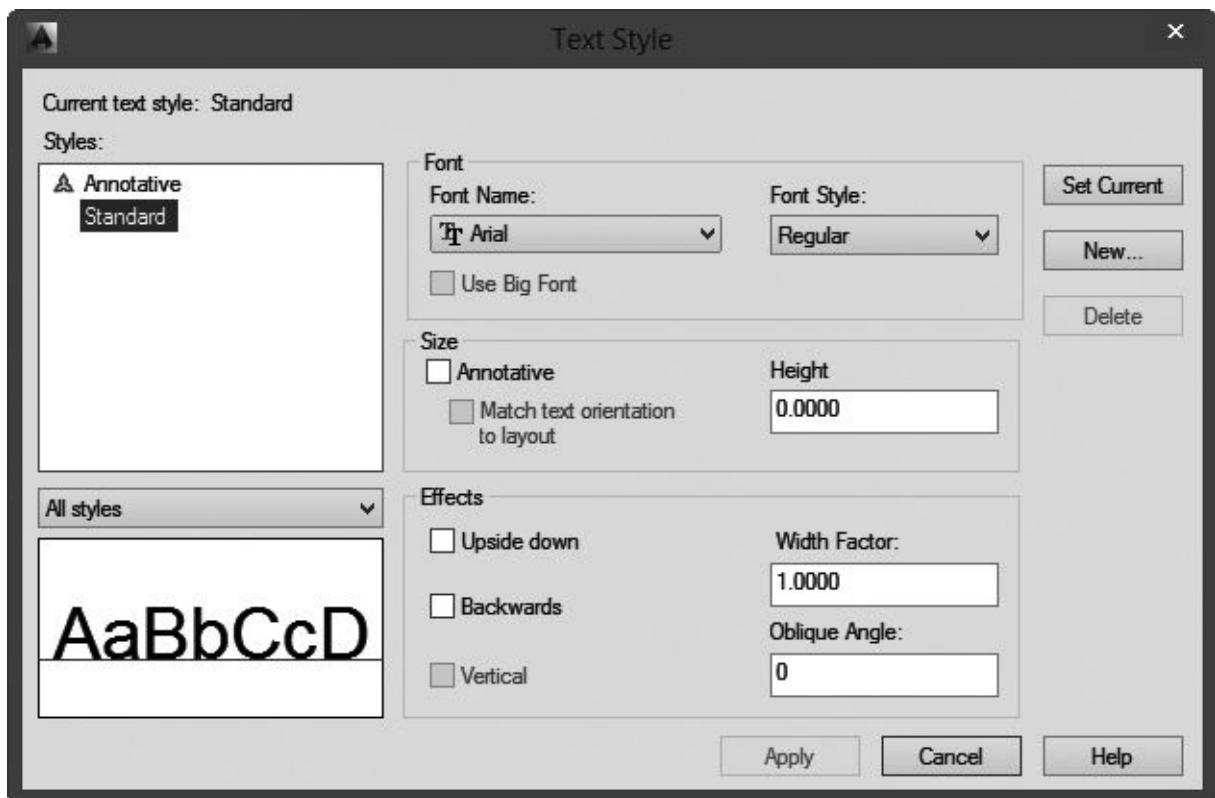 Text Style
Current text style: Standard
Styles:
Annotative
Standard
All styles
AaBbCcD
Font
Font Name:
Arial
Use Big Font
Font Style:
Regular
Size
Annotative
Match text orientation
to layout
Height
0.0000
Effects
Upside down
Backwards
Vertical
Width Factor:
1.0000
Oblique Angle:
0
Set Current
New...
Delete
Apply
Cancel
Help